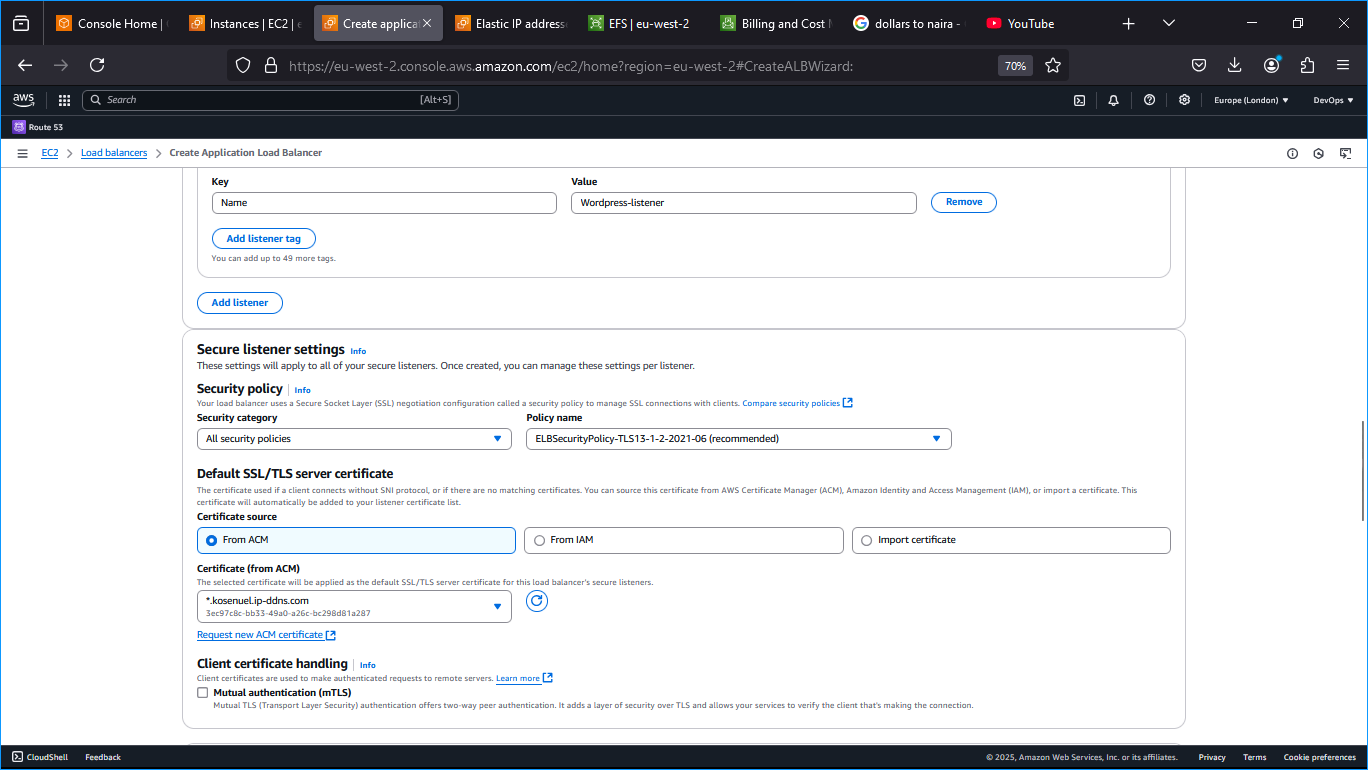 Console Home |
Instances | EC2 | e
Create applicat
Elastic IP address
EFS | eu-west-2
Billing and Cost M
dollars to naira -
YouTube
https://eu-west-2.console.aws.amazon.com/ec2/home?region=eu-west-2#CreateALBWizard:
70%
aws
Search
[Alt+S]
Europe (London)
DevOps
Route 53
EC2
Load balancers
Create Application Load Balancer
Key
Value
Name
Wordpress-listener
Remove
Add listener tag
You can add up to 49 more tags.
Add listener
Secure listener settings Info
These settings will apply to all of your secure listeners. Once created, you can manage these settings per listener.
Security policy | Info
Your load balancer uses a Secure Socket Layer (SSL) negotiation configuration called a security policy to manage SSL connections with clients. Compare security policies
Security category
Policy name
All security policies
ELBSecurityPolicy-TLS13-1-2-2021-06 (recommended)
Default SSL/TLS server certificate
The certificate used if a client connects without SNI protocol, or if there are no matching certificates. You can source this certificate from AWS Certificate Manager (ACM), Amazon Identity and Access Management (IAM), or import a certificate. This
certificate will automatically be added to your listener certificate list.
Certificate source
From ACM
From IAM
Import certificate
Certificate (from ACM)
The selected certificate will be applied as the default SSL/TLS server certificate for this load balancer's secure listeners.
*.kosenuel.ip-ddns.com
3ec97c8c-bb33-49a0-a26c-bc298d81a287
Request new ACM certificate
Client certificate handling | Info
Client certificates are used to make authenticated requests to remote servers. Learn more
Mutual authentication (mTLS)
Mutual TLS (Transport Layer Security) authentication offers two-way peer authentication. It adds a layer of security over TLS and allows your services to verify the client that's making the connection.
CloudShell
Feedback
© 2025, Amazon Web Services, Inc. or its affiliates.
Privacy
Terms
Cookie preferences